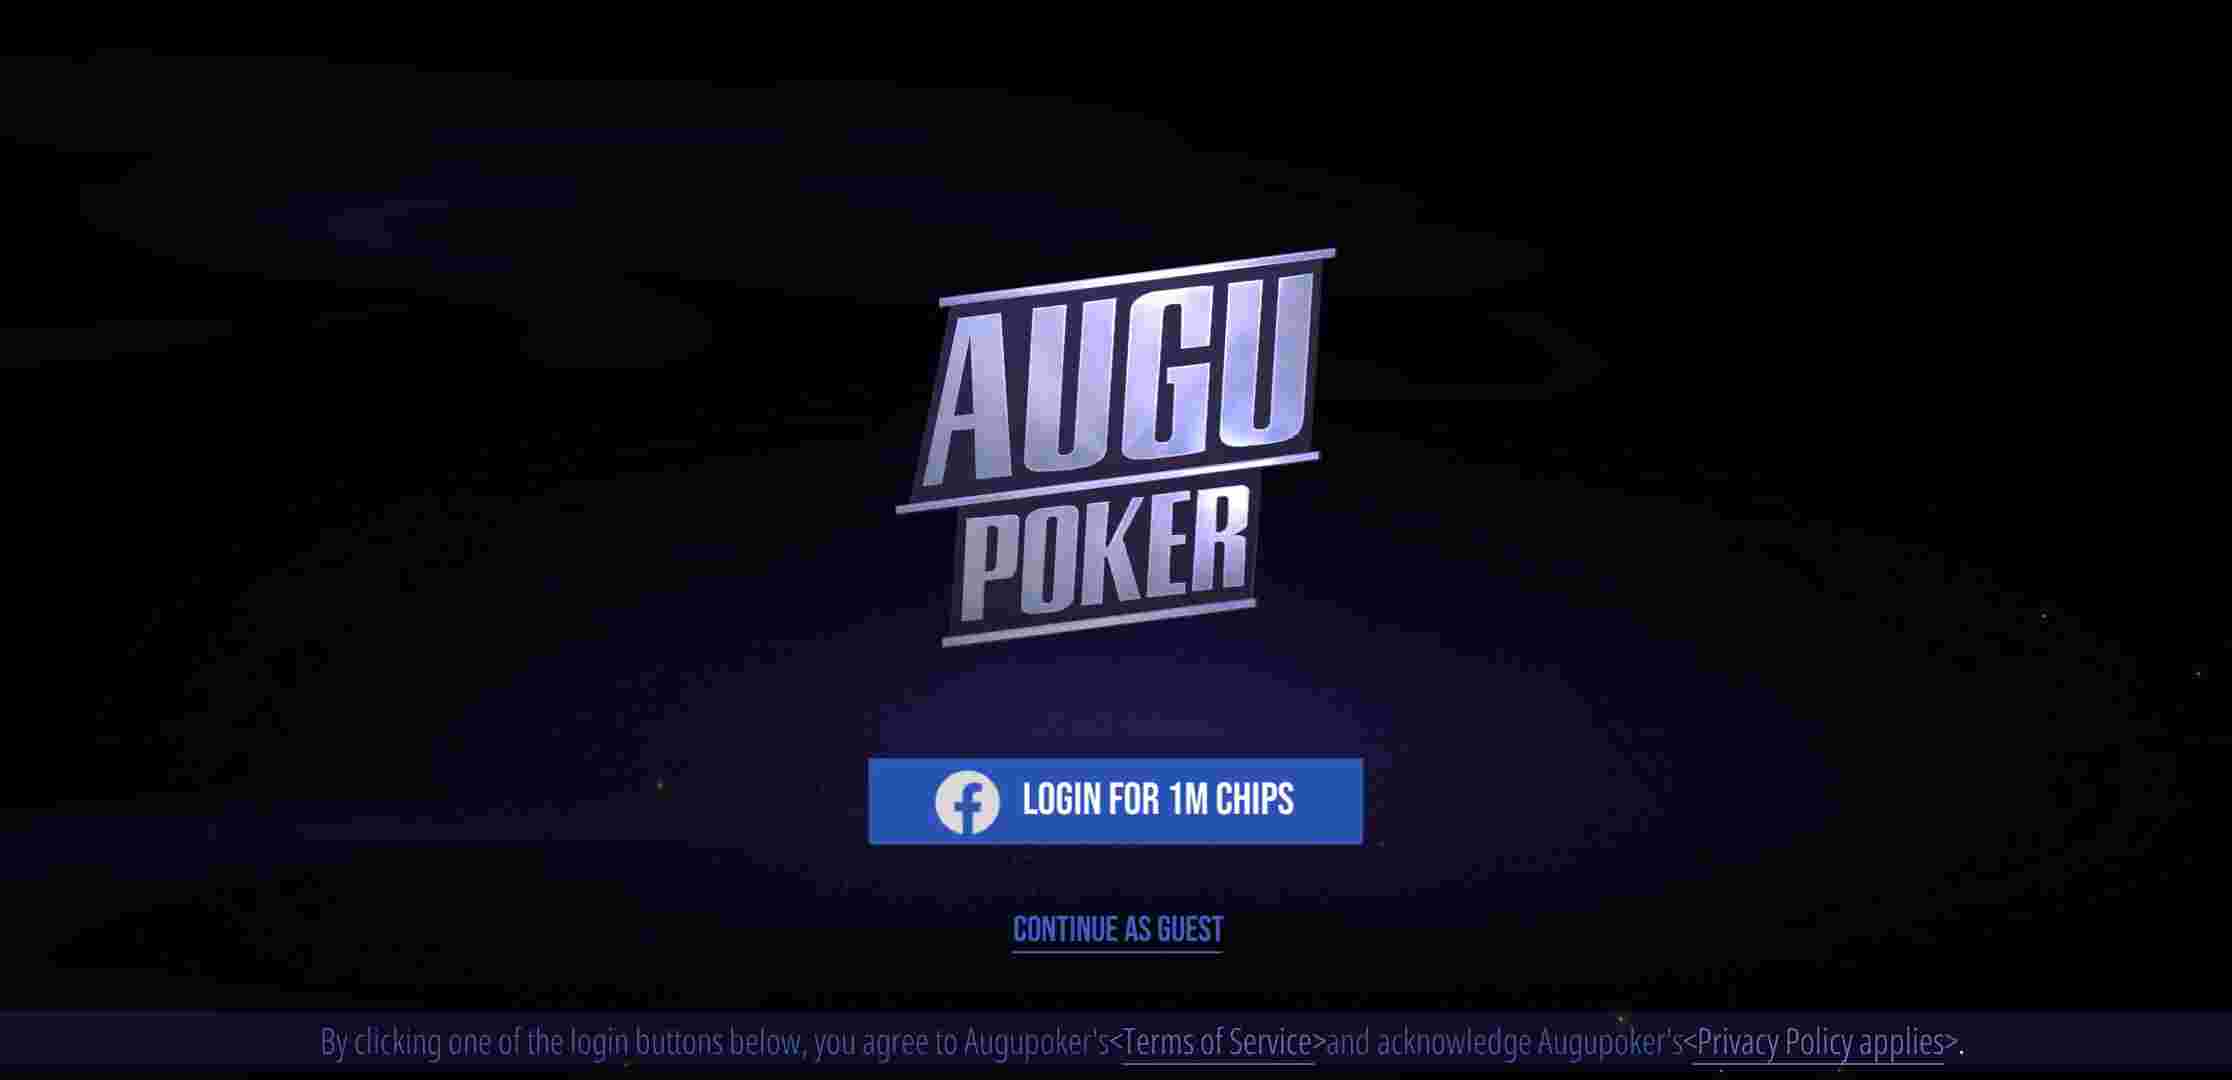 AUGU
POKER
LOGIN FOR 1M CHIPS
CONTINUE AS GUEST
By clicking one of the login buttons below, you agree to Augupoker's<Terms of Service>and acknowledge Augupoker's<Privacy Policy applies>.